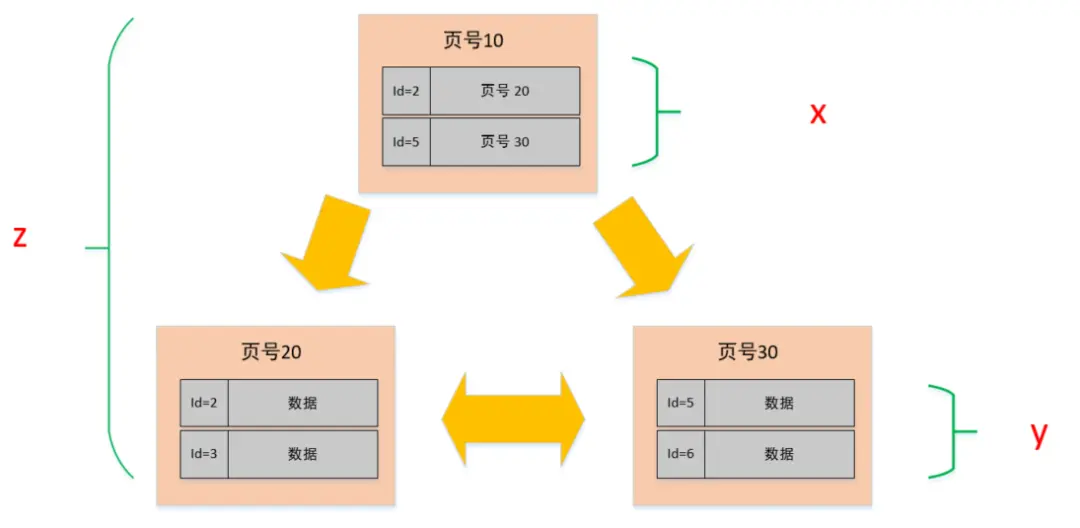 页号10
Id=2 页号 20
Id=5 页号 30
x
z
页号20
Id=2 数据
Id=3 数据
页号30
Id=5 数据
Id=6 数据
y